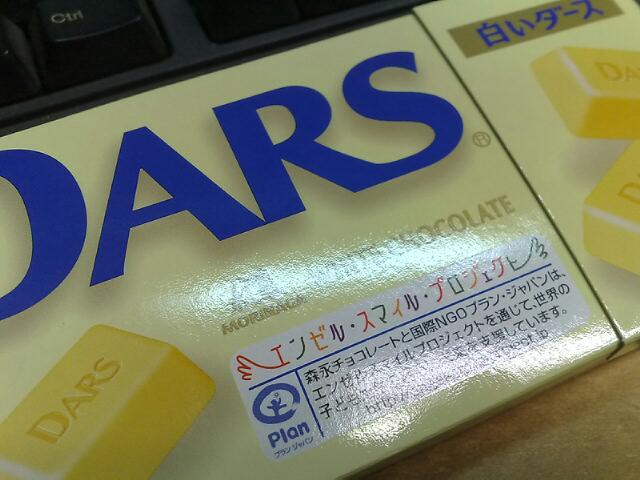 Ctrl
DARS®
白いダース
CHOCOLATE
MORINAGA
エンゼル・スマイル・プロジェクト
森永チョコレートと国際NGOプラン・ジャパンは、
エンゼル・スマイルプロジェクトを通じて、世界の
子ども 支援しています。
http://
Plan
プラン・ジャパン
DARS
DA